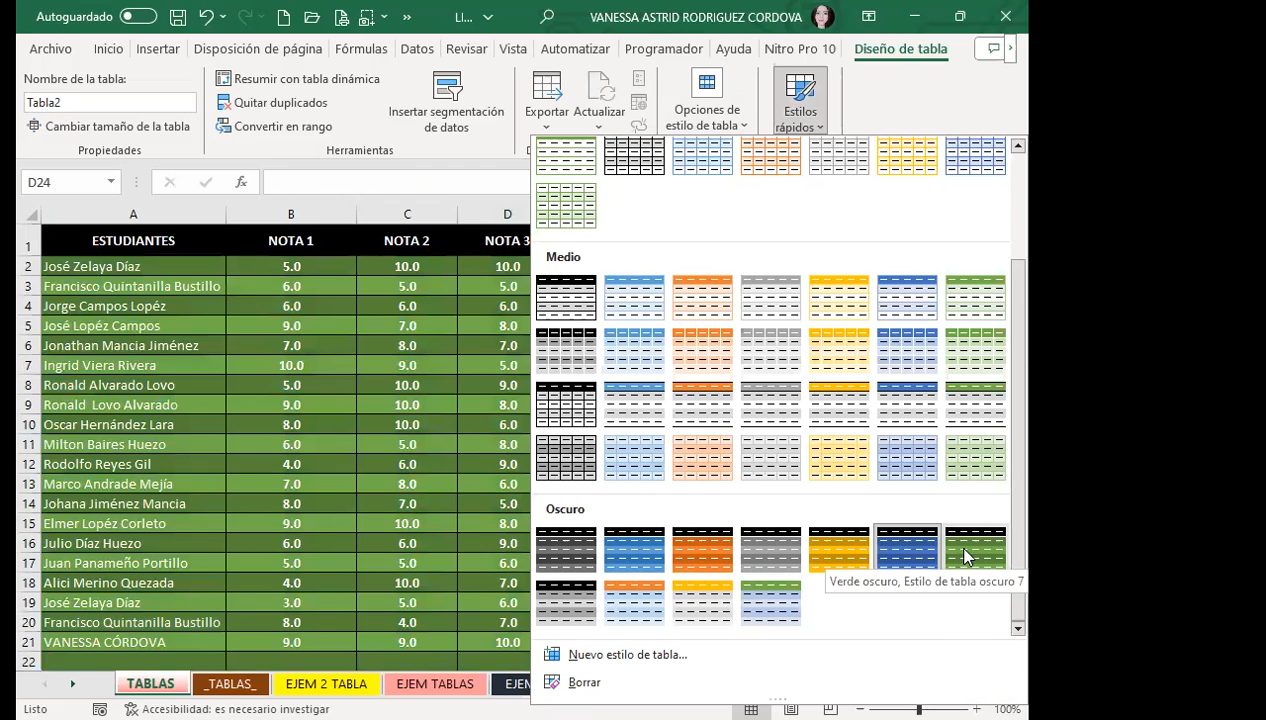 Autoguardado
LI...
VANESSA ASTRID RODRIGUEZ CORDOVA
Archivo Inicio Insertar Disposición de página Fórmulas Datos Revisar Vista Automatizar Programador Ayuda Nitro Pro 10 Diseño de tabla
Nombre de la tabla:
Tabla2
Cambiar tamaño de la tabla
Propiedades
Resumir con tabla dinámica
Quitar duplicados
Convertir en rango
Insertar segmentación
de datos
Herramientas
Exportar
Actualizar
Opciones de
estilo de tabla
Estilos
rápidos
D24
fx
A B C D
1 ESTUDIANTES NOTA 1 NOTA 2 NOTA 3
2 José Zelaya Díaz 5.0 10.0 10.0
3 Francisco Quintanilla Bustillo 6.0 5.0 5.0
4 Jorge Campos Lopéz 6.0 6.0 6.0
5 José Lopéz Campos 9.0 7.0 8.0
6 Jonathan Mancia Jiménez 7.0 8.0 7.0
7 Ingrid Viera Rivera 10.0 9.0 5.0
8 Ronald Alvarado Lovo 5.0 10.0 9.0
9 Ronald Lovo Alvarado 9.0 10.0 8.0
10 Oscar Hernández Lara 8.0 10.0 6.0
11 Milton Baires Huezo 6.0 5.0 8.0
12 Rodolfo Reyes Gil 4.0 6.0 9.0
13 Marco Andrade Mejía 7.0 8.0 6.0
14 Johana Jiménez Mancia 8.0 7.0 5.0
15 Elmer Lopéz Corleto 9.0 10.0 8.0
16 Julio Díaz Huezo 6.0 6.0 9.0
17 Juan Panameño Portillo 5.0 5.0 6.0
18 Alici Merino Quezada 4.0 10.0 6.0
19 José Zelaya Díaz 3.0 5.0 6.0
20 Francisco Quintanilla Bustillo 8.0 4.0 7.0
21 VANESSA CÓRDOVA 9.0 9.0 10.0
22
Medio
Oscuro
Verde oscuro, Estilo de tabla oscuro 7
Nuevo estilo de tabla...
Borrar
TABLAS _TABLAS_ EJEM 2 TABLA EJEM TABLAS EJEM
Listo
Accesibilidad: es necesario investigar
100%